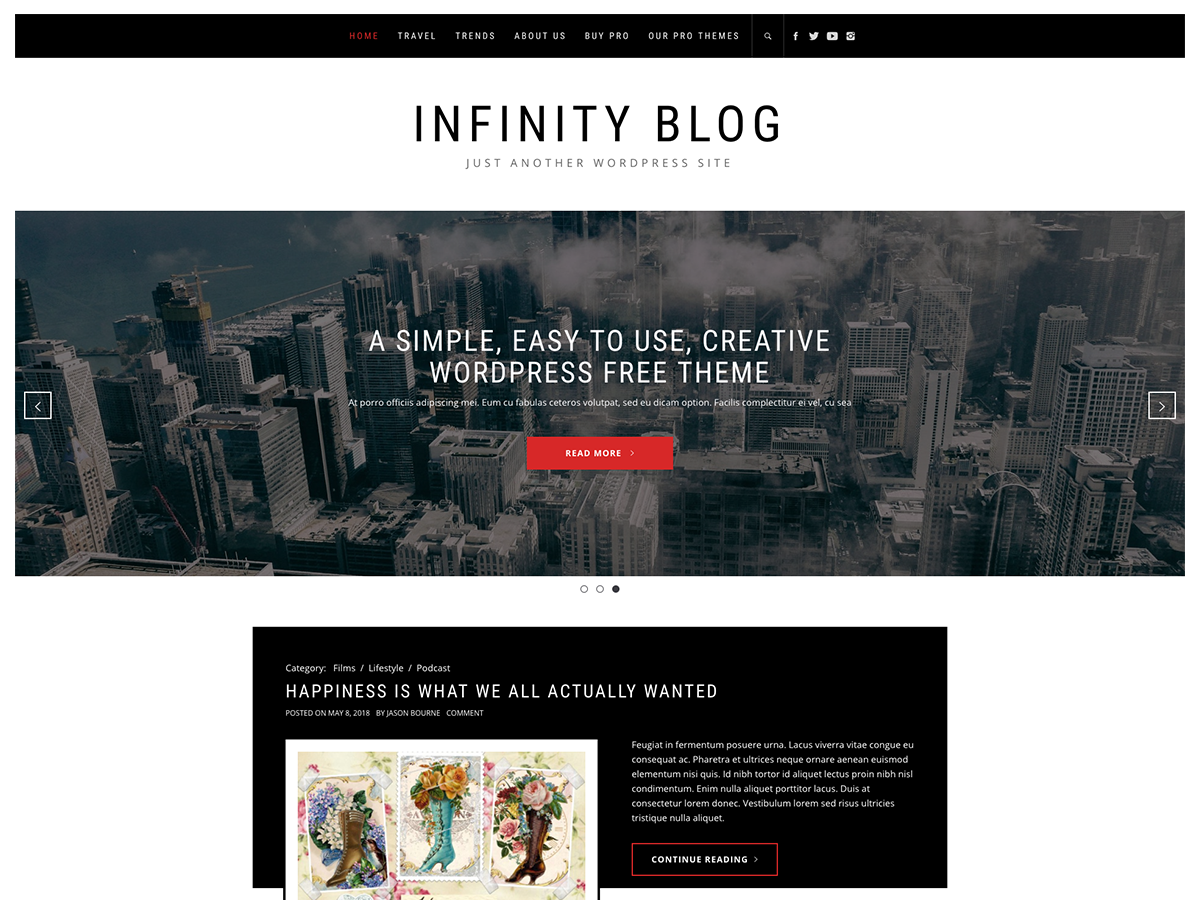 HOME TRAVEL TRENDS ABOUT US BUY PRO OUR PRO THEMES
INFINITY BLOG
JUST ANOTHER WORDPRESS SITE
A SIMPLE, EASY TO USE, CREATIVE
WORDPRESS FREE THEME
At porro officiis adipiscing mei. Eum cu fabulas ceteros volutpat, sed eu dicam option. Facilis complectitur ei vel, cu sea
READ MORE
Category: Films / Lifestyle / Podcast
HAPPINESS IS WHAT WE ALL ACTUALLY WANTED
POSTED ON MAY 8, 2018 BY JASON BOURNE COMMENT
Feugiat in fermentum posuere urna. Lacus viverra vitae congue eu
consequat ac. Pharetra et ultrices neque ornare aenean euismod
elementum nisi quis. Id nibh tortor id aliquet lectus proin nibh nisl
condimentum. Enim nulla aliquet porttitor lacus. Duis at
consectetur lorem donec. Vestibulum lorem sed risus ultricies
tristique nulla aliquet.
CONTINUE READING